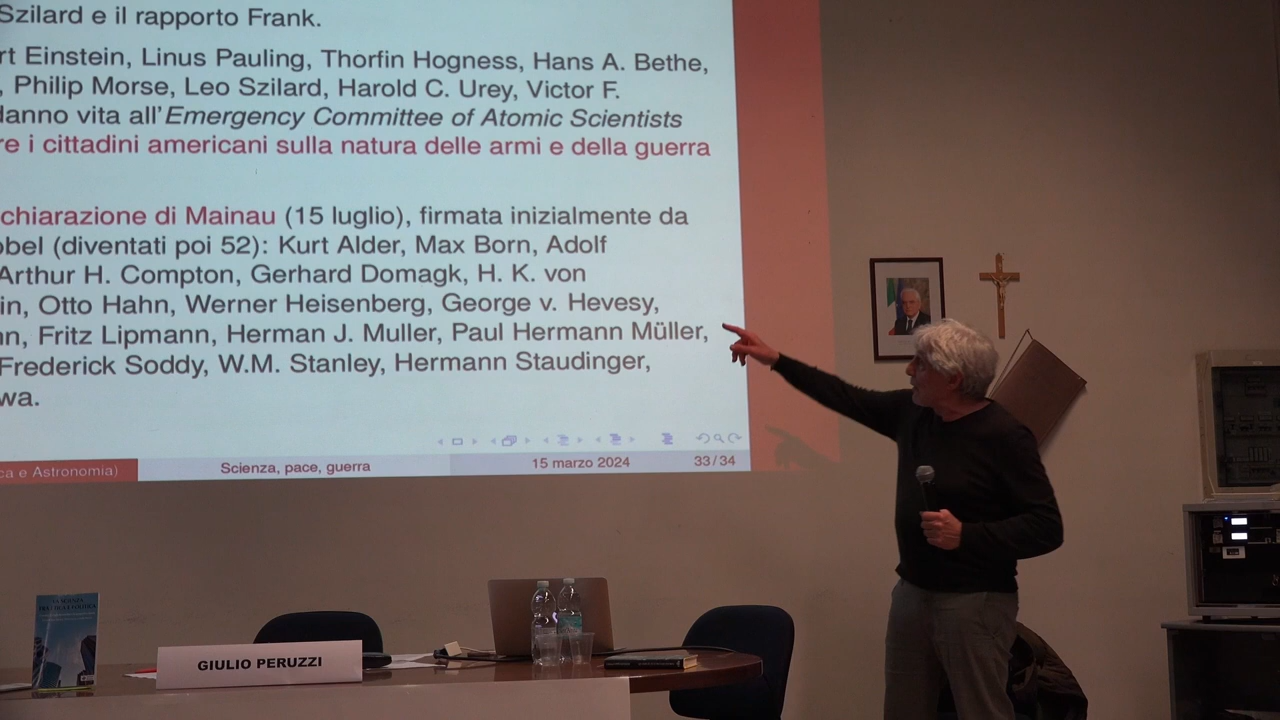 Szilard e il rapporto Frank.
rt Einstein, Linus Pauling, Thorfin Hogness, Hans A. Bethe,
, Philip Morse, Leo Szilard, Harold C. Urey, Victor F.
danno vita all'Emergency Committee of Atomic Scientists
re i cittadini americani sulla natura delle armi e della guerra
chiarazione di Mainau (15 luglio), firmata inizialmente da
obel (diventati poi 52): Kurt Alder, Max Born, Adolf
Arthur H. Compton, Gerhard Domagk, H. K. von
in, Otto Hahn, Werner Heisenberg, George v. Hevesy,
nn, Fritz Lipmann, Herman J. Muller, Paul Hermann Müller,
Frederick Soddy, W.M. Stanley, Hermann Staudinger,
wa.
ca e Astronomia)
Scienza, pace, guerra
15 marzo 2024
33/34
GIULIO PERUZZI